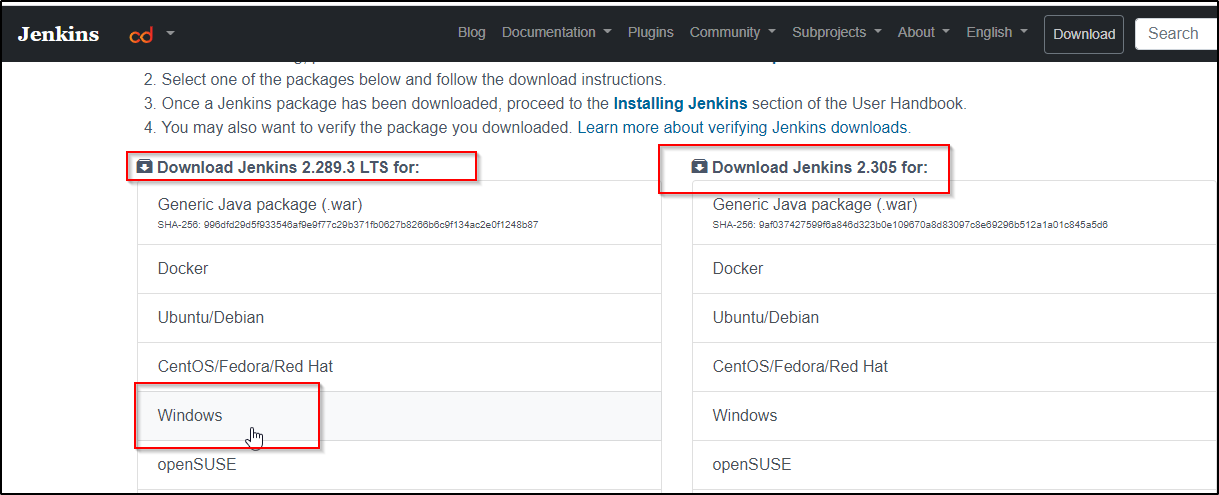 Jenkins cd Blog Documentation Plugins Community Subprojects About English Download Search
2. Select one of the packages below and follow the download instructions.
3. Once a Jenkins package has been downloaded, proceed to the Installing Jenkins section of the User Handbook.
4. You may also want to verify the package you downloaded. Learn more about verifying Jenkins downloads.
Download Jenkins 2.289.3 LTS for:
Generic Java package (.war)
SHA-256: 996dfd29d5f933546af9e9f77c29b371fb0627b8266b6c9f134ac2e0f1248b87
Docker
Ubuntu/Debian
CentOS/Fedora/Red Hat
Windows
openSUSE
Download Jenkins 2.305 for:
Generic Java package (.war)
SHA-256: 9af037427599f6a846d323b0e109670a8d83097c8e69296b512a1a01c845a5d6
Docker
Ubuntu/Debian
CentOS/Fedora/Red Hat
Windows
openSUSE